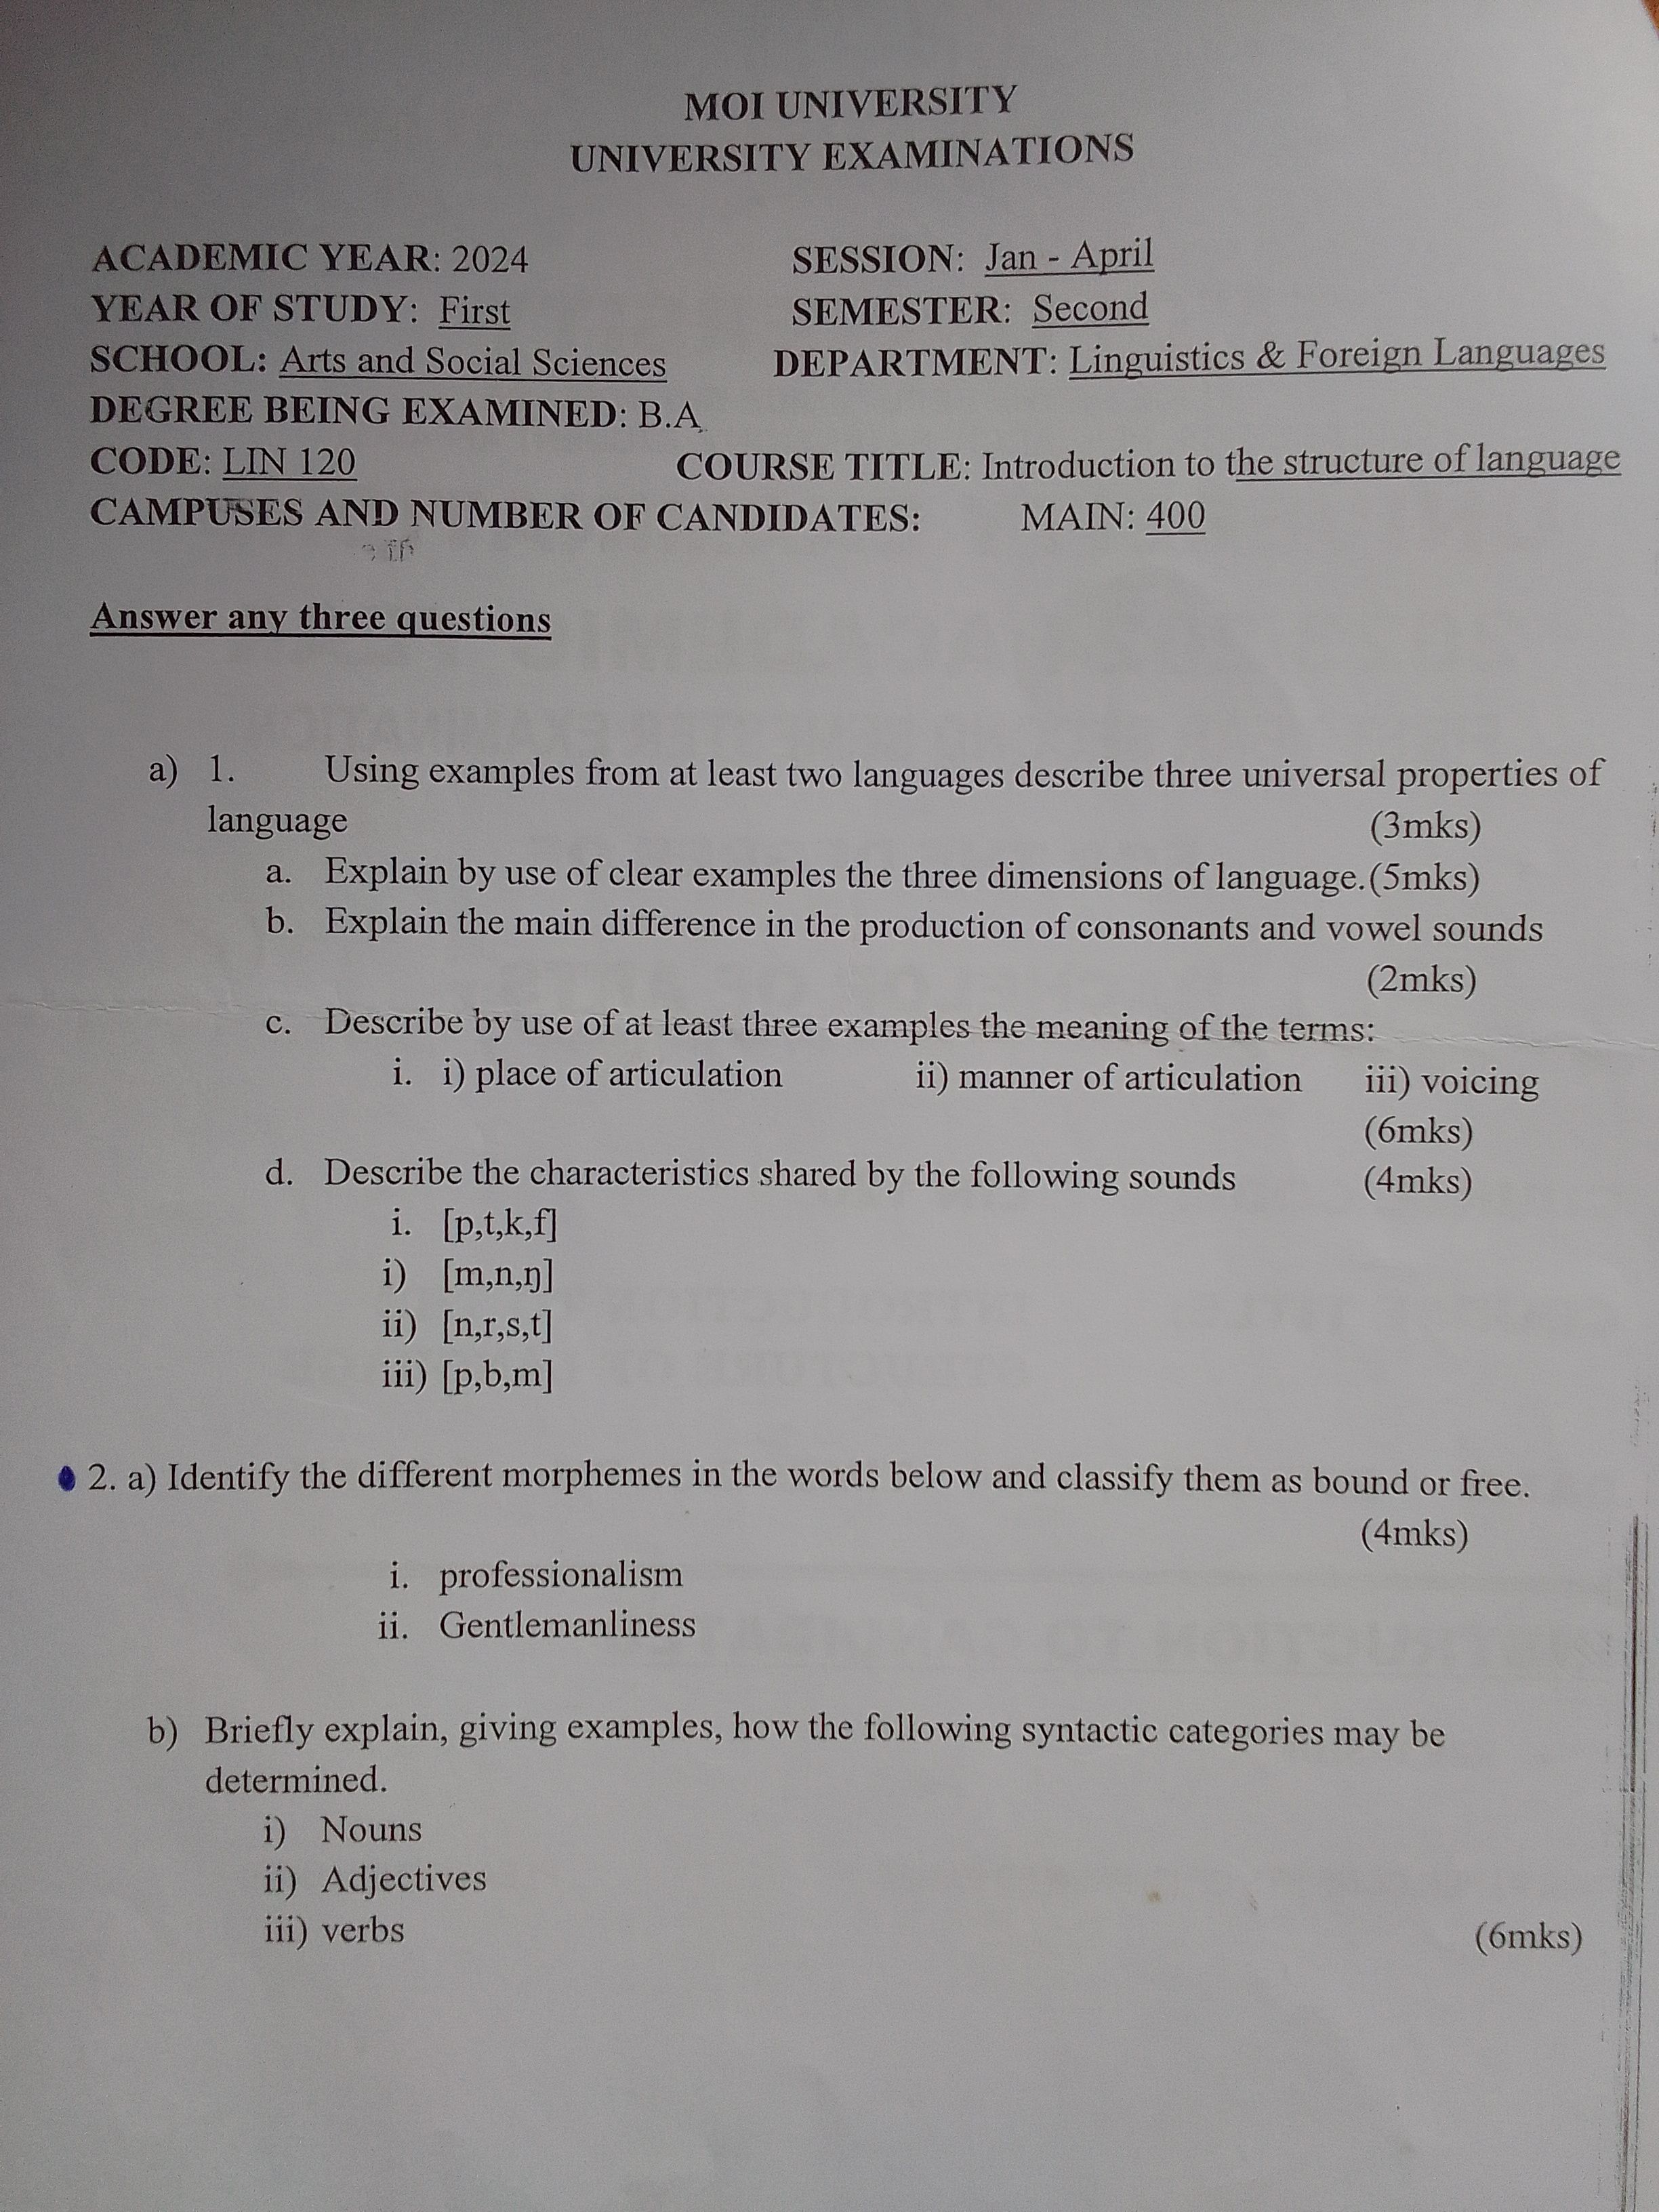 MOI UNIVERSITY
UNIVERSITY EXAMINATIONS
ACADEMIC YEAR: 2024 SESSION: Jan - April
YEAR OF STUDY: First SEMESTER: Second
SCHOOL: Arts and Social Sciences DEPARTMENT: Linguistics & Foreign Languages
DEGREE BEING EXAMINED: B.A
CODE: LIN 120 COURSE TITLE: Introduction to the structure of language
CAMPUSES AND NUMBER OF CANDIDATES: MAIN: 400
Answer any three questions
a) 1. Using examples from at least two languages describe three universal properties of
language (3mks)
a. Explain by use of clear examples the three dimensions of language.(5mks)
b. Explain the main difference in the production of consonants and vowel sounds
(2mks)
c. Describe by use of at least three examples the meaning of the terms:
i. i) place of articulation ii) manner of articulation iii) voicing
(6mks)
d. Describe the characteristics shared by the following sounds (4mks)
i. [p,t,k,f]
i) [m,n,ŋ]
ii) [n,r,s,t]
iii) [p,b,m]
2. a) Identify the different morphemes in the words below and classify them as bound or free.
(4mks)
i. professionalism
ii. Gentlemanliness
b) Briefly explain, giving examples, how the following syntactic categories may be
determined.
i) Nouns
ii) Adjectives
iii) verbs (6mks)